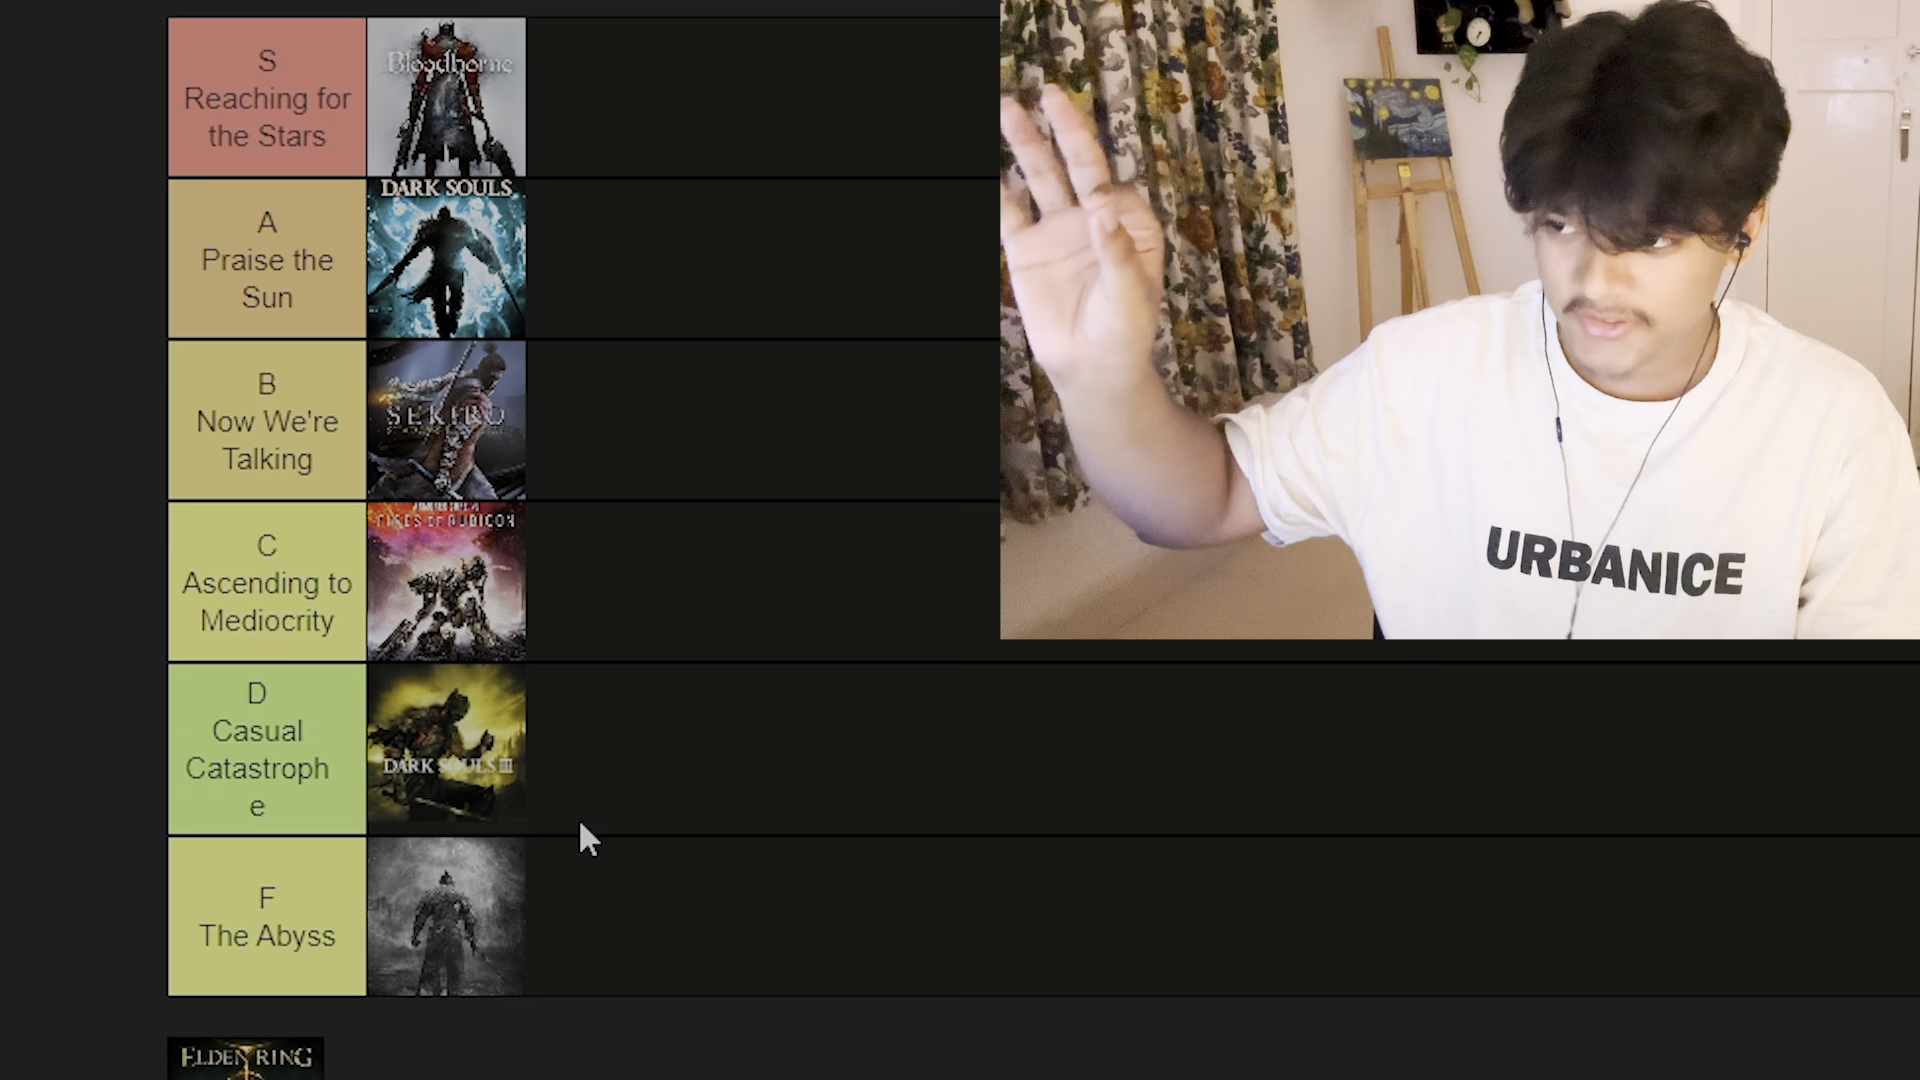 S
Reaching for
the Stars
Bloodborne
A
Praise the
Sun
DARK SOULS
B
Now We're
Talking
SEKIRO
C
Ascending to
Mediocrity
FIRES OF RUBICON
D
Casual
Catastroph
e
DARK SOULS III
F
The Abyss
ELDEN RING
URBANICE